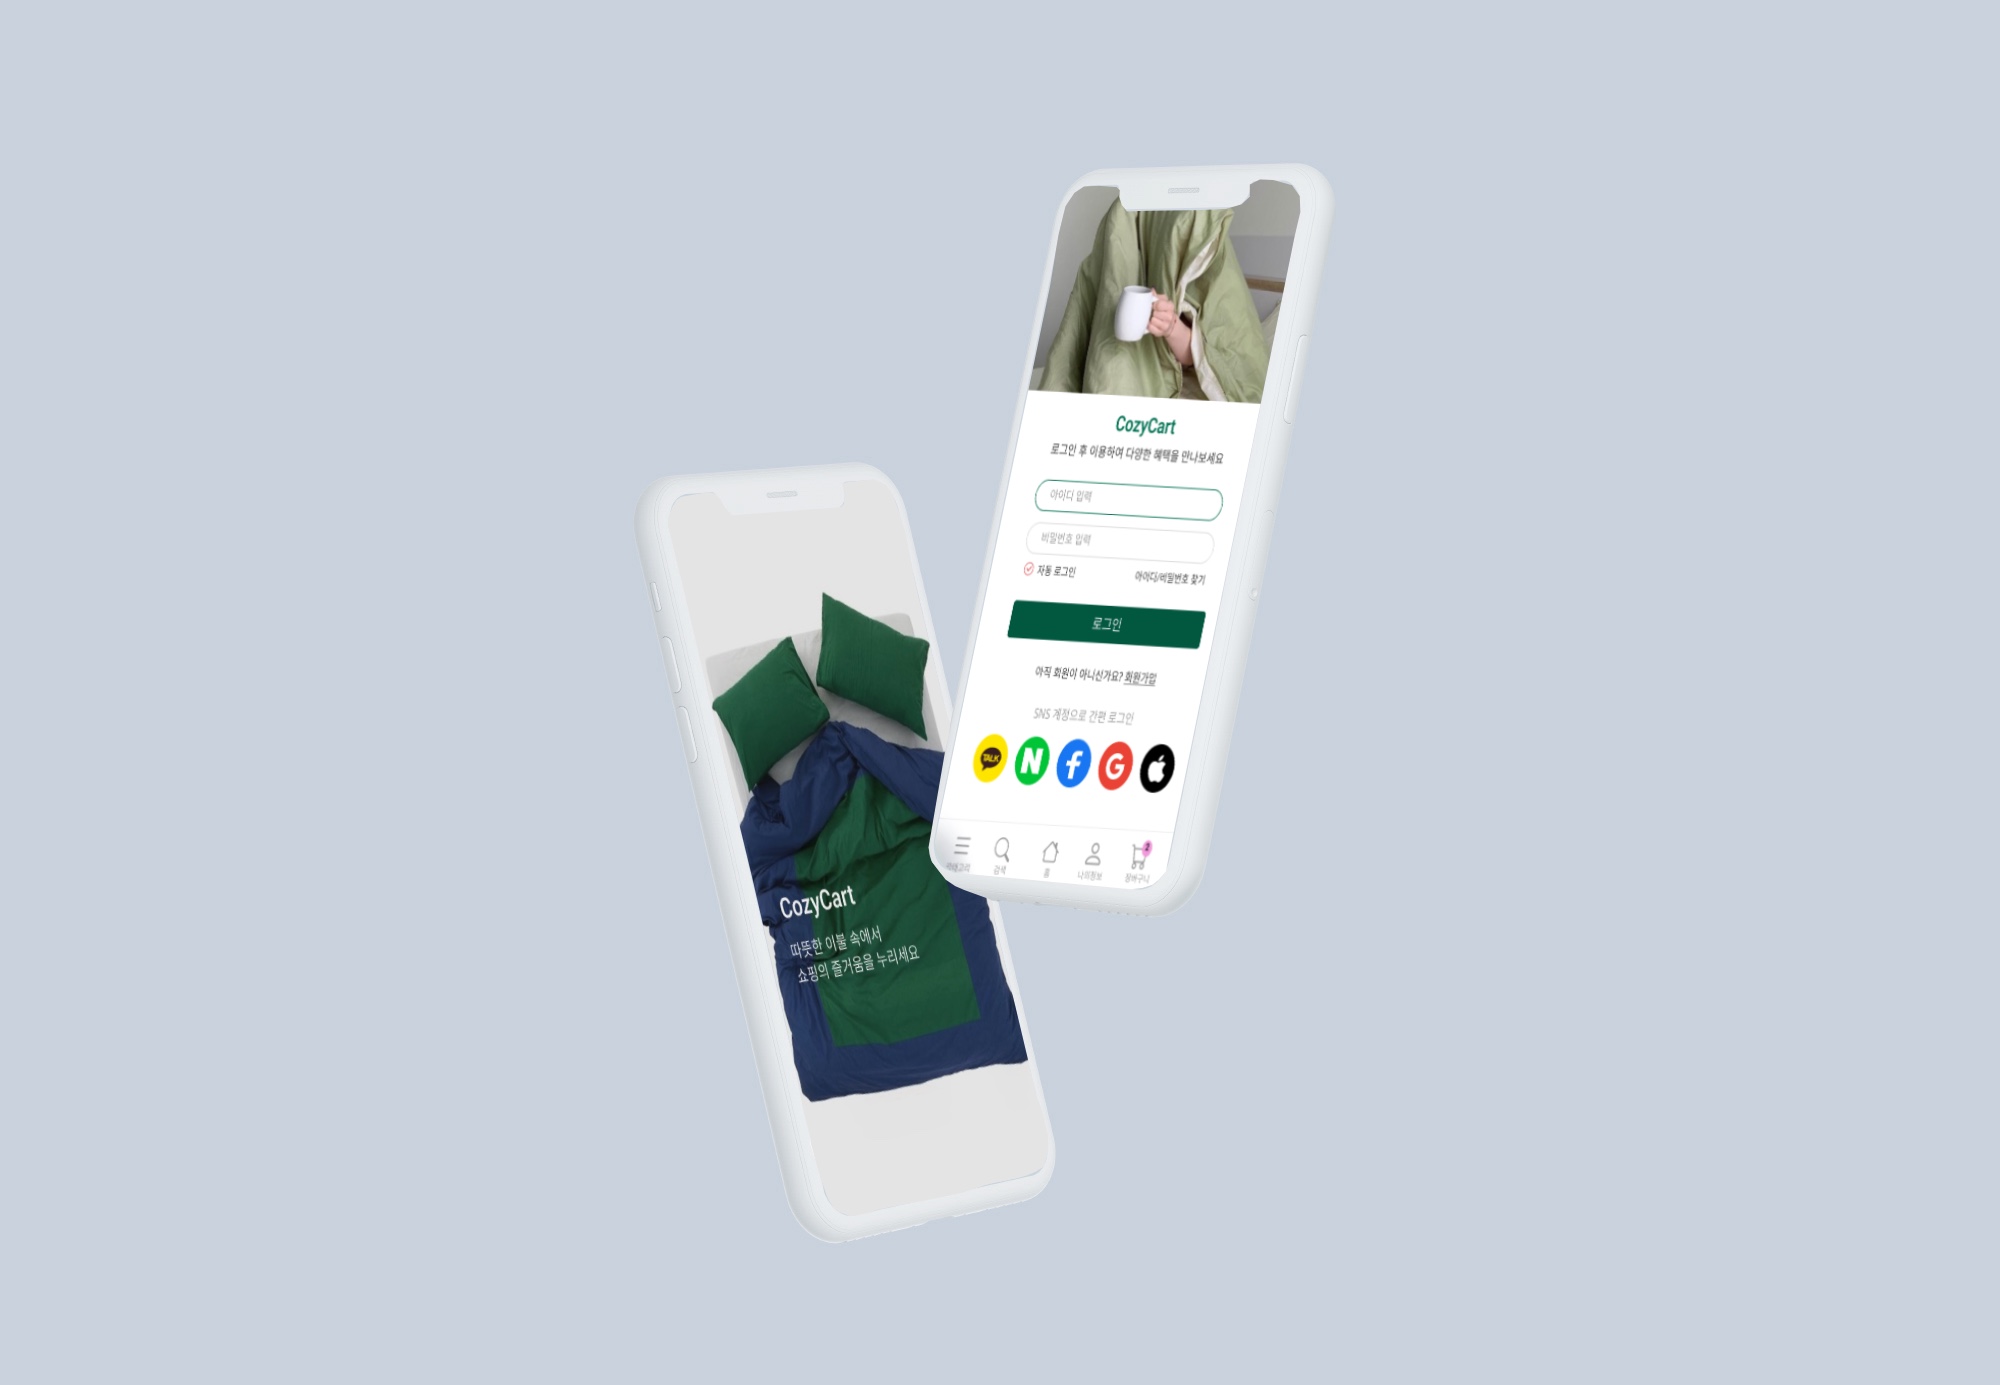 CozyCart
따뜻한 이불 속에서
쇼핑의 즐거움을 누리세요
CozyCart
로그인 후 이용하여 다양한 혜택을 만나보세요
아이디 입력
비밀번호 입력
자동 로그인
아이디/비밀번호 찾기
로그인
아직 회원이 아니신가요? 회원가입
SNS 계정으로 간편 로그인
TALK
N
f
G
2
카테고리
검색
홈
나의정보
장바구니